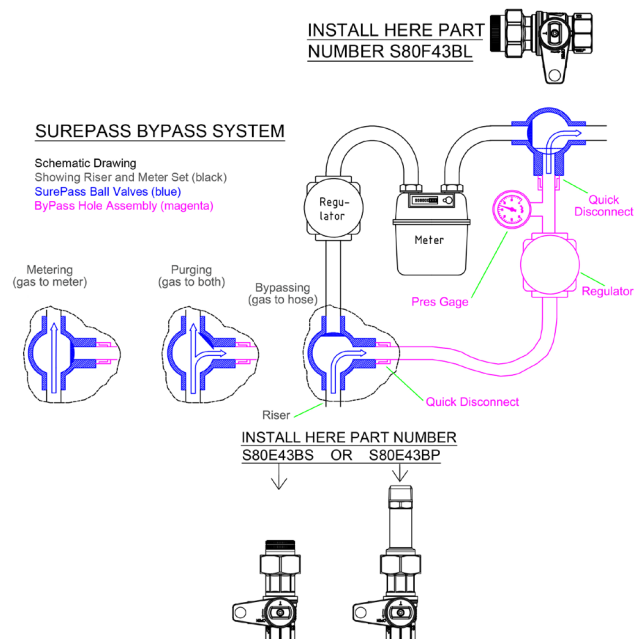 INSTALL HERE PART
NUMBER S80F43BL
SUREPASS BYPASS SYSTEM
Schematic Drawing
Showing Riser and Meter Set (black)
SurePass Ball Valves (blue)
ByPass Hole Assembly (magenta)
Regu-
lator
Meter
Quick
Disconnect
Pres Gage
Regulator
Metering
(gas to meter)
Purging
(gas to both)
Bypassing
(gas to hose)
Quick Disconnect
Riser
INSTALL HERE PART NUMBER
S80E43BS OR S80E43BP